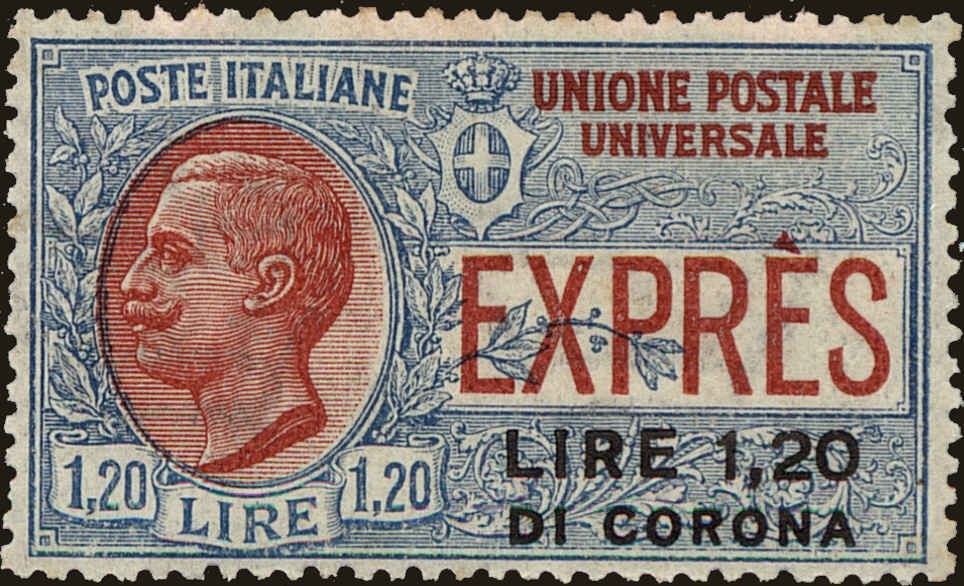 POSTE ITALIANE
UNIONE POSTALE
UNIVERSALE
EXPRÈS
1,20 LIRE 1,20
LIRE 1,20
DI CORONA